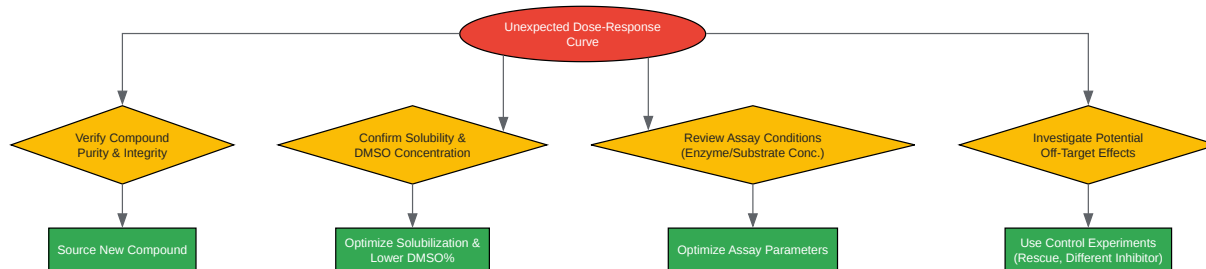 Unexpected Dose-Response
Curve
Verify Compound
Purity & Integrity
Confirm Solubility &
DMSO Concentration
Review Assay Conditions
(Enzyme/Substrate Conc.)
Investigate Potential
Off-Target Effects
Source New Compound
Optimize Solubilization &
Lower DMSO%
Optimize Assay Parameters
Use Control Experiments
(Rescue, Different Inhibitor)